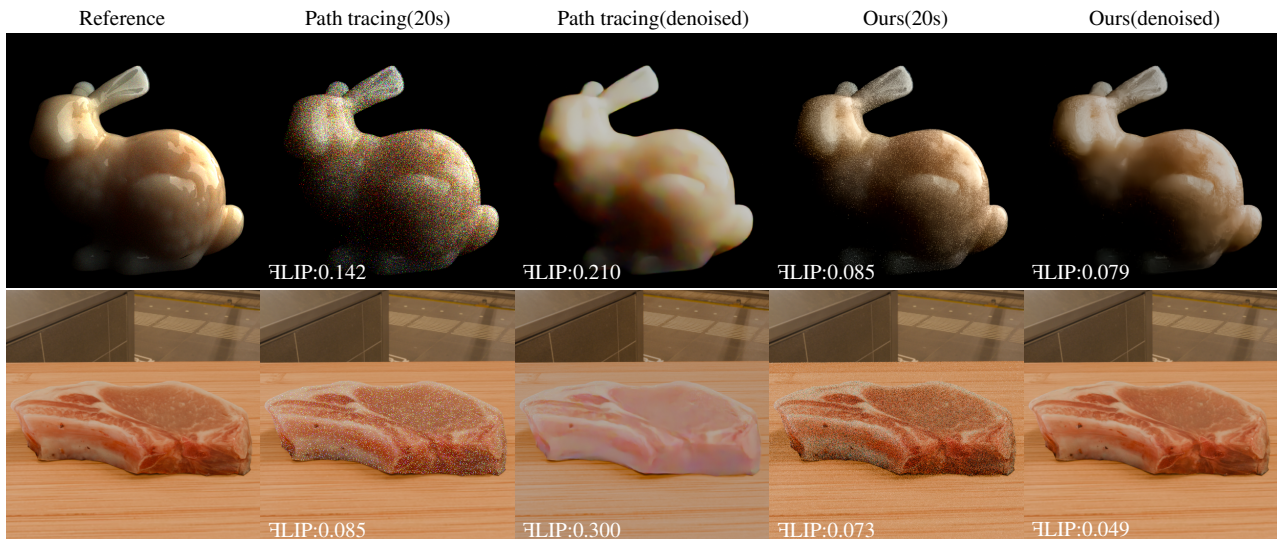 Reference
Path tracing(20s)
Path tracing(denoised)
Ours(20s)
Ours(denoised)
ꟻLIP:0.142
ꟻLIP:0.210
ꟻLIP:0.085
ꟻLIP:0.079
ꟻLIP:0.085
ꟻLIP:0.300
ꟻLIP:0.073
ꟻLIP:0.049